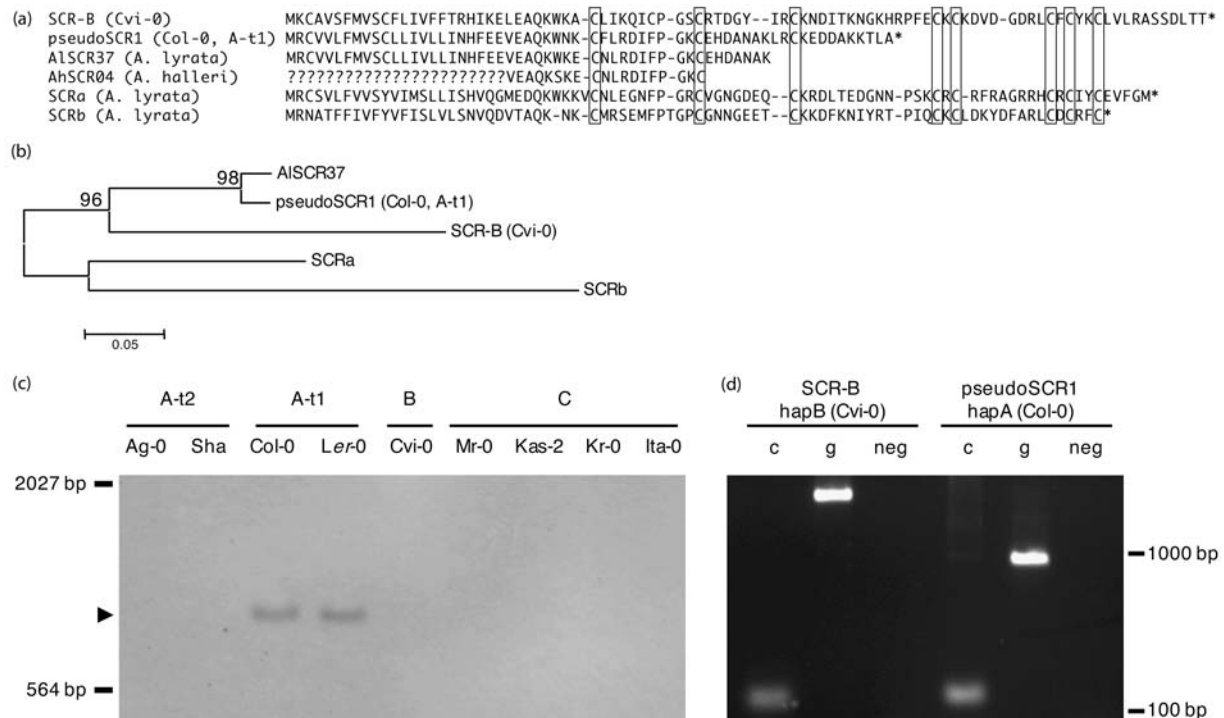 (a)
SCR-B (Cvi-0) MKCAVSFMVSCFLIVFFTRHIKELEAQKWKA-CLIKQICP-GSCRTDGY--IRCKNDITKNGKHRPFECKCKDVD-GDRLCFCYKCLVLRASSDLTT*
pseudoSCR1 (Col-0, A-t1) MRCVVLFMVSCLLIVLINHFEEVEAQKWNK-CFLRDIFP-GKCEHDANAKLRCKEDDAKKTLA*
AlSCR37 (A. lyrata) MRCVVLFMVSCLLIVLINHFEEVEAQKWKE-CNLRDIFP-GKCEHDANAK
AhSCR04 (A. halleri) ???????????????????????VEAQKSKE-CNLRDIFP-GKC
SCRa (A. lyrata) MRCSVLFVVSYVIMSLLISHVQGMEDQKWKKVCNLEGNFP-GRCVGNGDEQ--CKRDLTEDGNN-PSKCRC-RFRAGRRHCRCIYCEVFGM*
SCRb (A. lyrata) MRNATFFIVFYVFISLVLSNVQDVTAQK-NK-CMRSEMFPTGPCGNNGEET--CKKDFKNIYRT-PIQCKCLDKYDFARLCDCRFC*
(b)
AlSCR37
98
pseudoSCR1 (Col-0, A-t1)
96
SCR-B (Cvi-0)
SCRa
SCRb
0.05
(c)
A-t2 A-t1 B C
Ag-0 Sha Col-0 Ler-0 Cvi-0 Mr-0 Kas-2 Kr-0 Ita-0
2027 bp
564 bp
(d)
SCR-B pseudoSCR1
hapB (Cvi-0) hapA (Col-0)
c g neg c g neg
1000 bp
100 bp